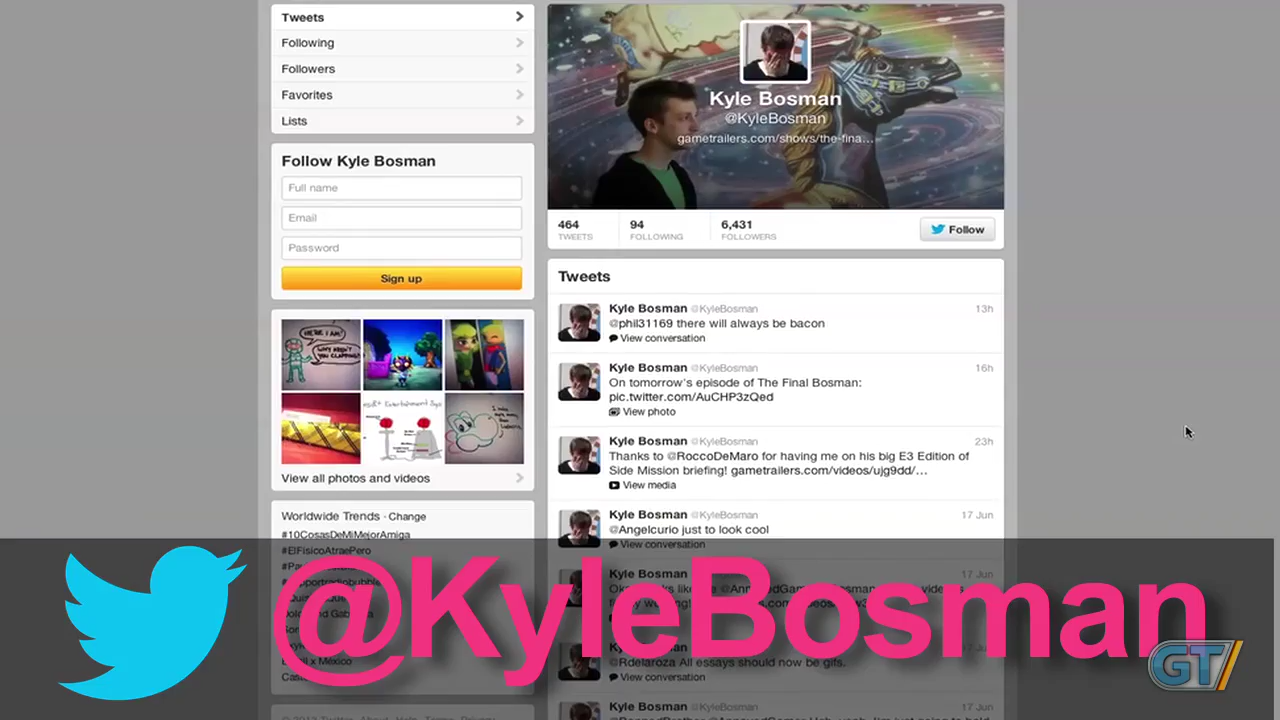 Tweets
Following
Followers
Favorites
Lists
Follow Kyle Bosman
Full name
Email
Password
Sign up
View all photos and videos
Worldwide Trends · Change
#10CosasDeMiMejorAmiga
#ElFísicoAtraePero
Kyle Bosman
@KyleBosman
gametrailers.com/shows/the-fina...
464
TWEETS
94
FOLLOWING
6,431
FOLLOWERS
Follow
Tweets
Kyle Bosman @KyleBosman 13h
@phil31169 there will always be bacon
View conversation
Kyle Bosman @KyleBosman 16h
On tomorrow's episode of The Final Bosman:
pic.twitter.com/AuCHP3zQed
View photo
Kyle Bosman @KyleBosman 23h
Thanks to @RoccoDeMaro for having me on his big E3 Edition of
Side Mission briefing! gametrailers.com/videos/ujg9dd/...
View media
Kyle Bosman @KyleBosman 17 Jun
@Angelcurio just to look cool
View conversation
Kyle Bosman 17 Jun
17 Jun
@Rdelaroza All essays should now be gifs.
View conversation
Kyle Bosman @KyleBosman 17 Jun
@KyleBosman
GT